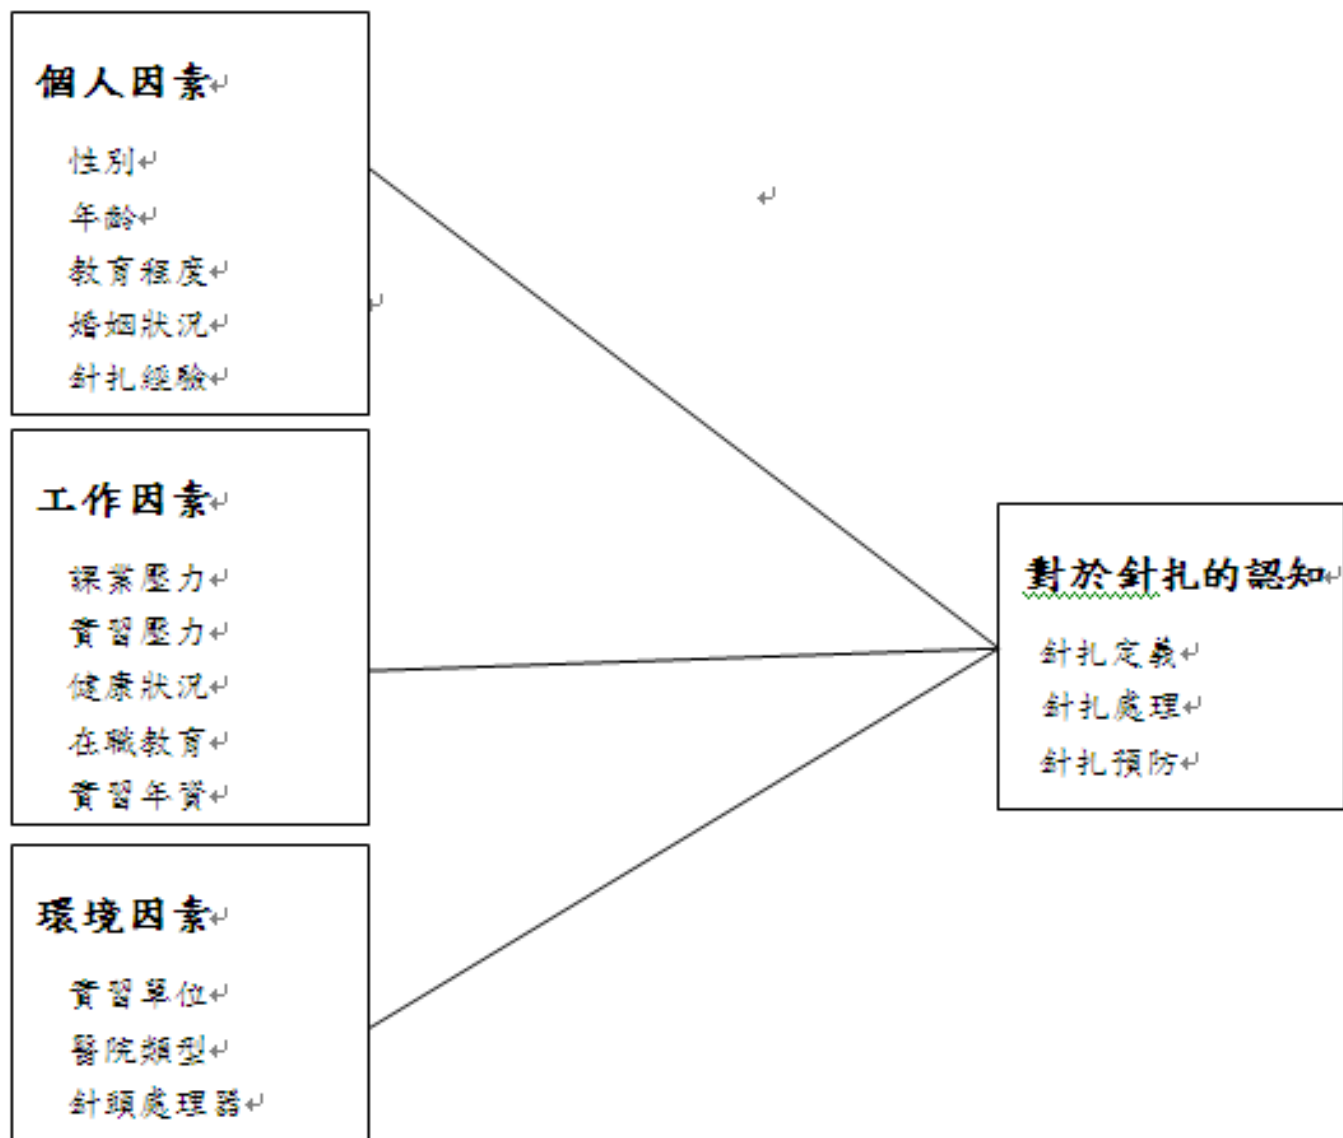 個人因素
性別
年齡
教育程度
婚姻狀況
針扎經驗
工作因素
課業壓力
實習壓力
健康狀況
在職教育
實習年資
環境因素
實習單位
醫院類型
針頭處理器
對於針扎的認知
針扎定義
針扎處理
針扎預防